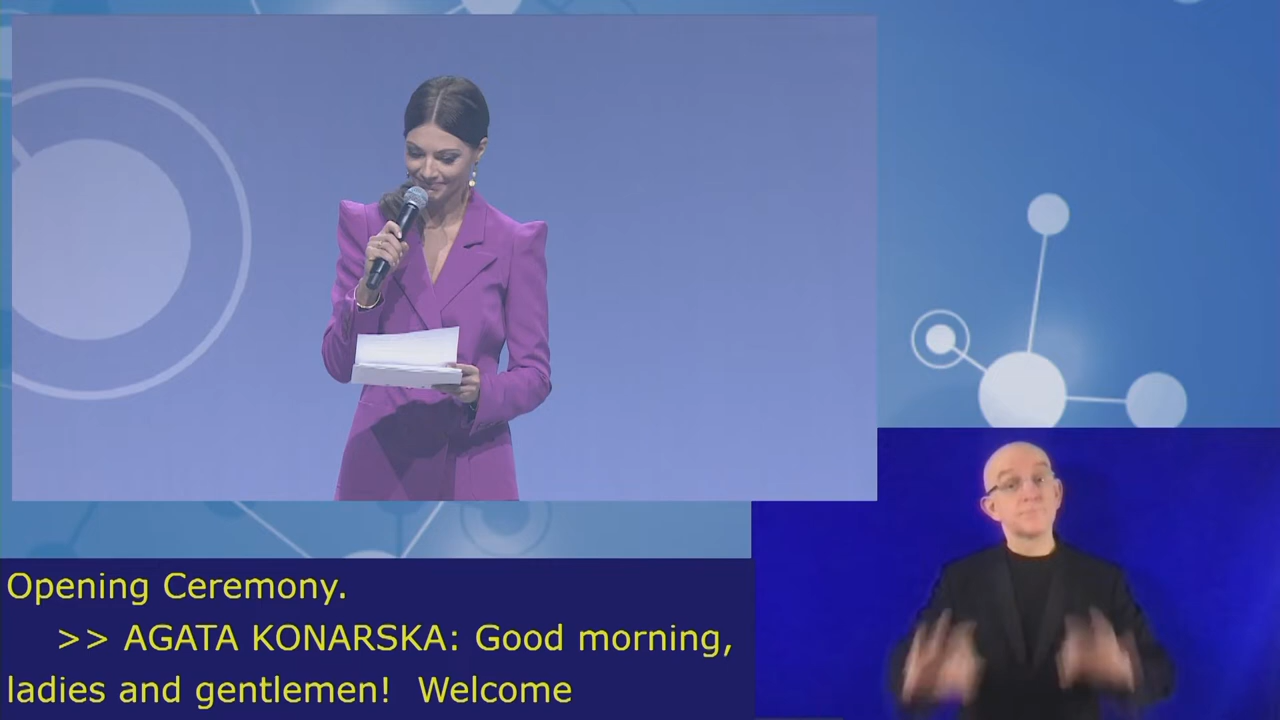 Opening Ceremony.
>> AGATA KONARSKA: Good morning,
ladies and gentlemen!  Welcome